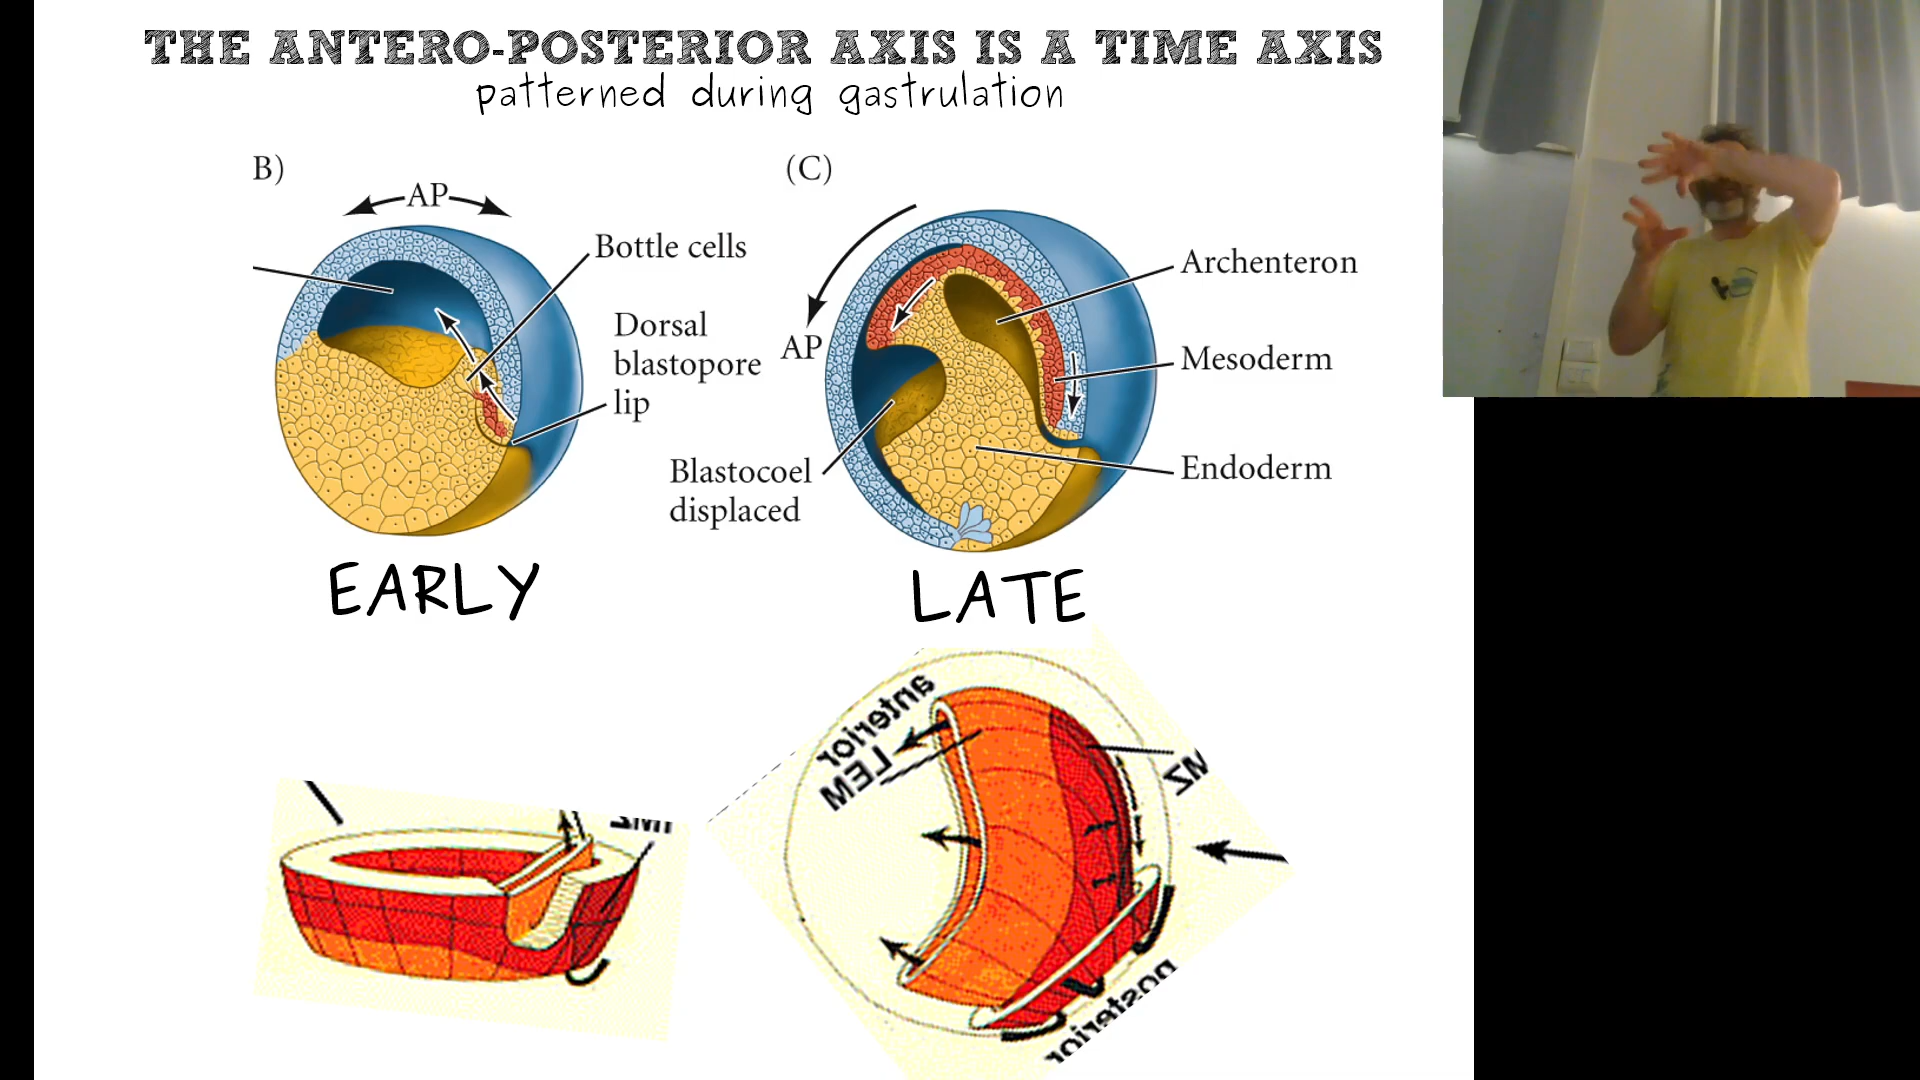 THE ANTERO-POSTERIOR AXIS IS A TIME AXIS
patterned during gastrulation
B)
(C)
AP
Bottle cells
Dorsal
blastopore
lip
Archenteron
AP
Mesoderm
Blastocoel
displaced
Endoderm
EARLY
LATE
anterior
LEM
posterior